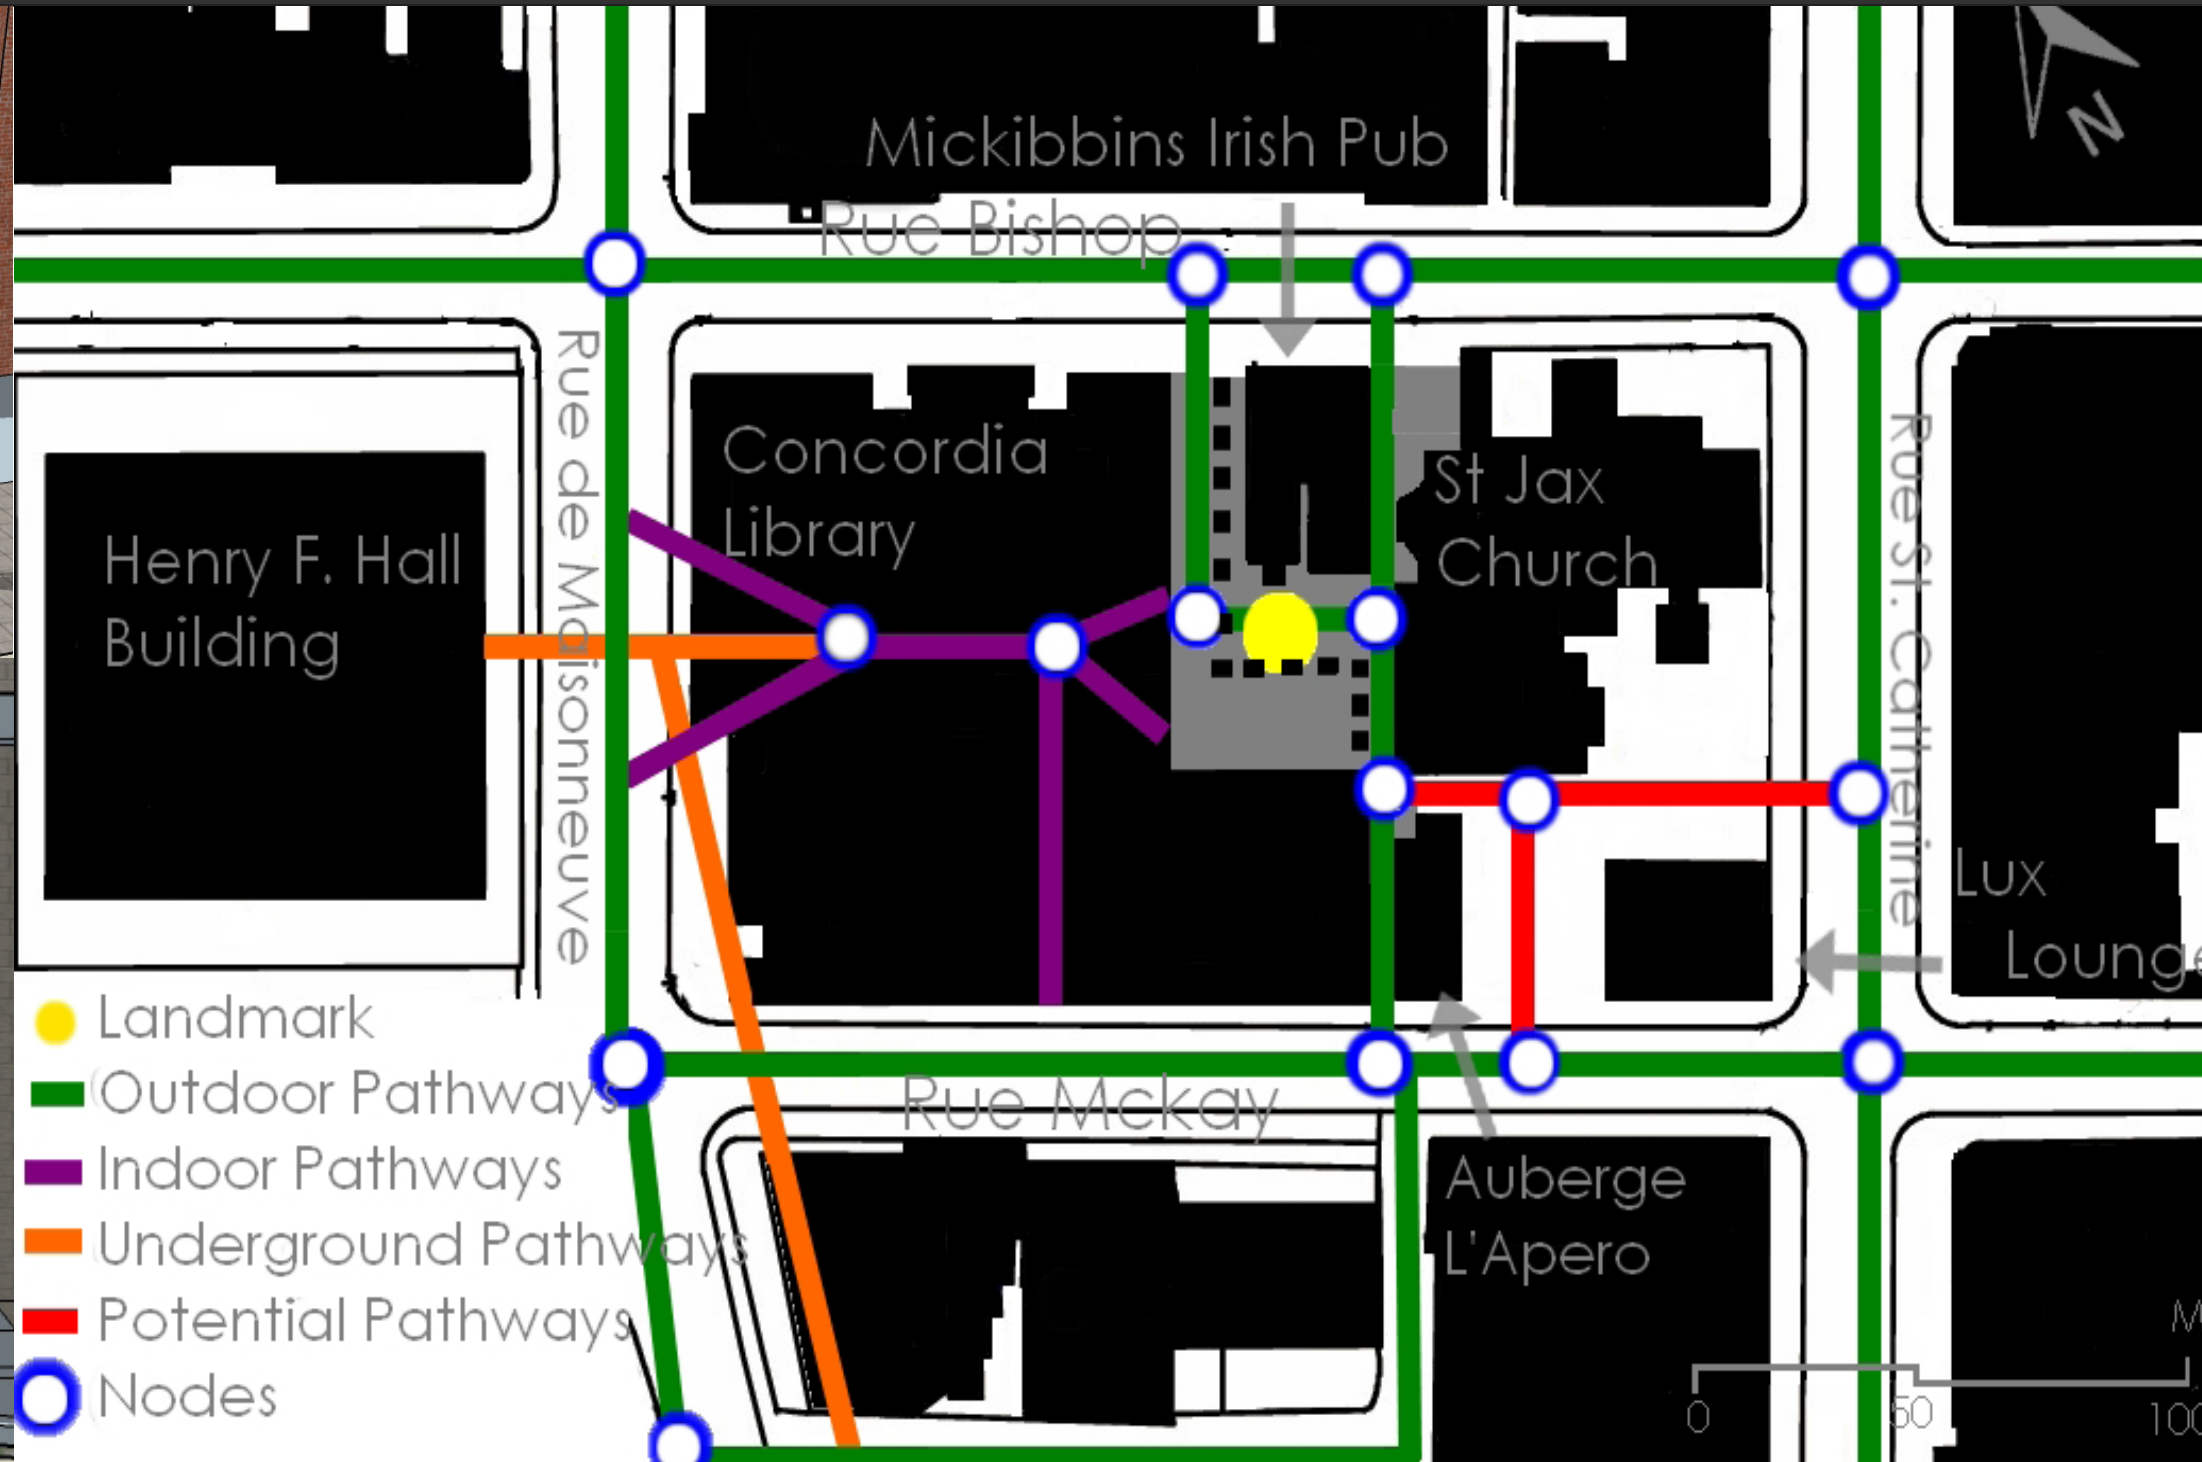 N
Mickibbins Irish Pub
Rue Bishop
Rue de Maisonneuve
Concordia
Library
St Jax
Church
Henry F. Hall
Building
Rue St. Catherine
Lux
Lounge
Landmark
Outdoor Pathways
Indoor Pathways
Underground Pathways
Potential Pathways
Nodes
Rue Mckay
Auberge
L'Apero
M
0
50
100